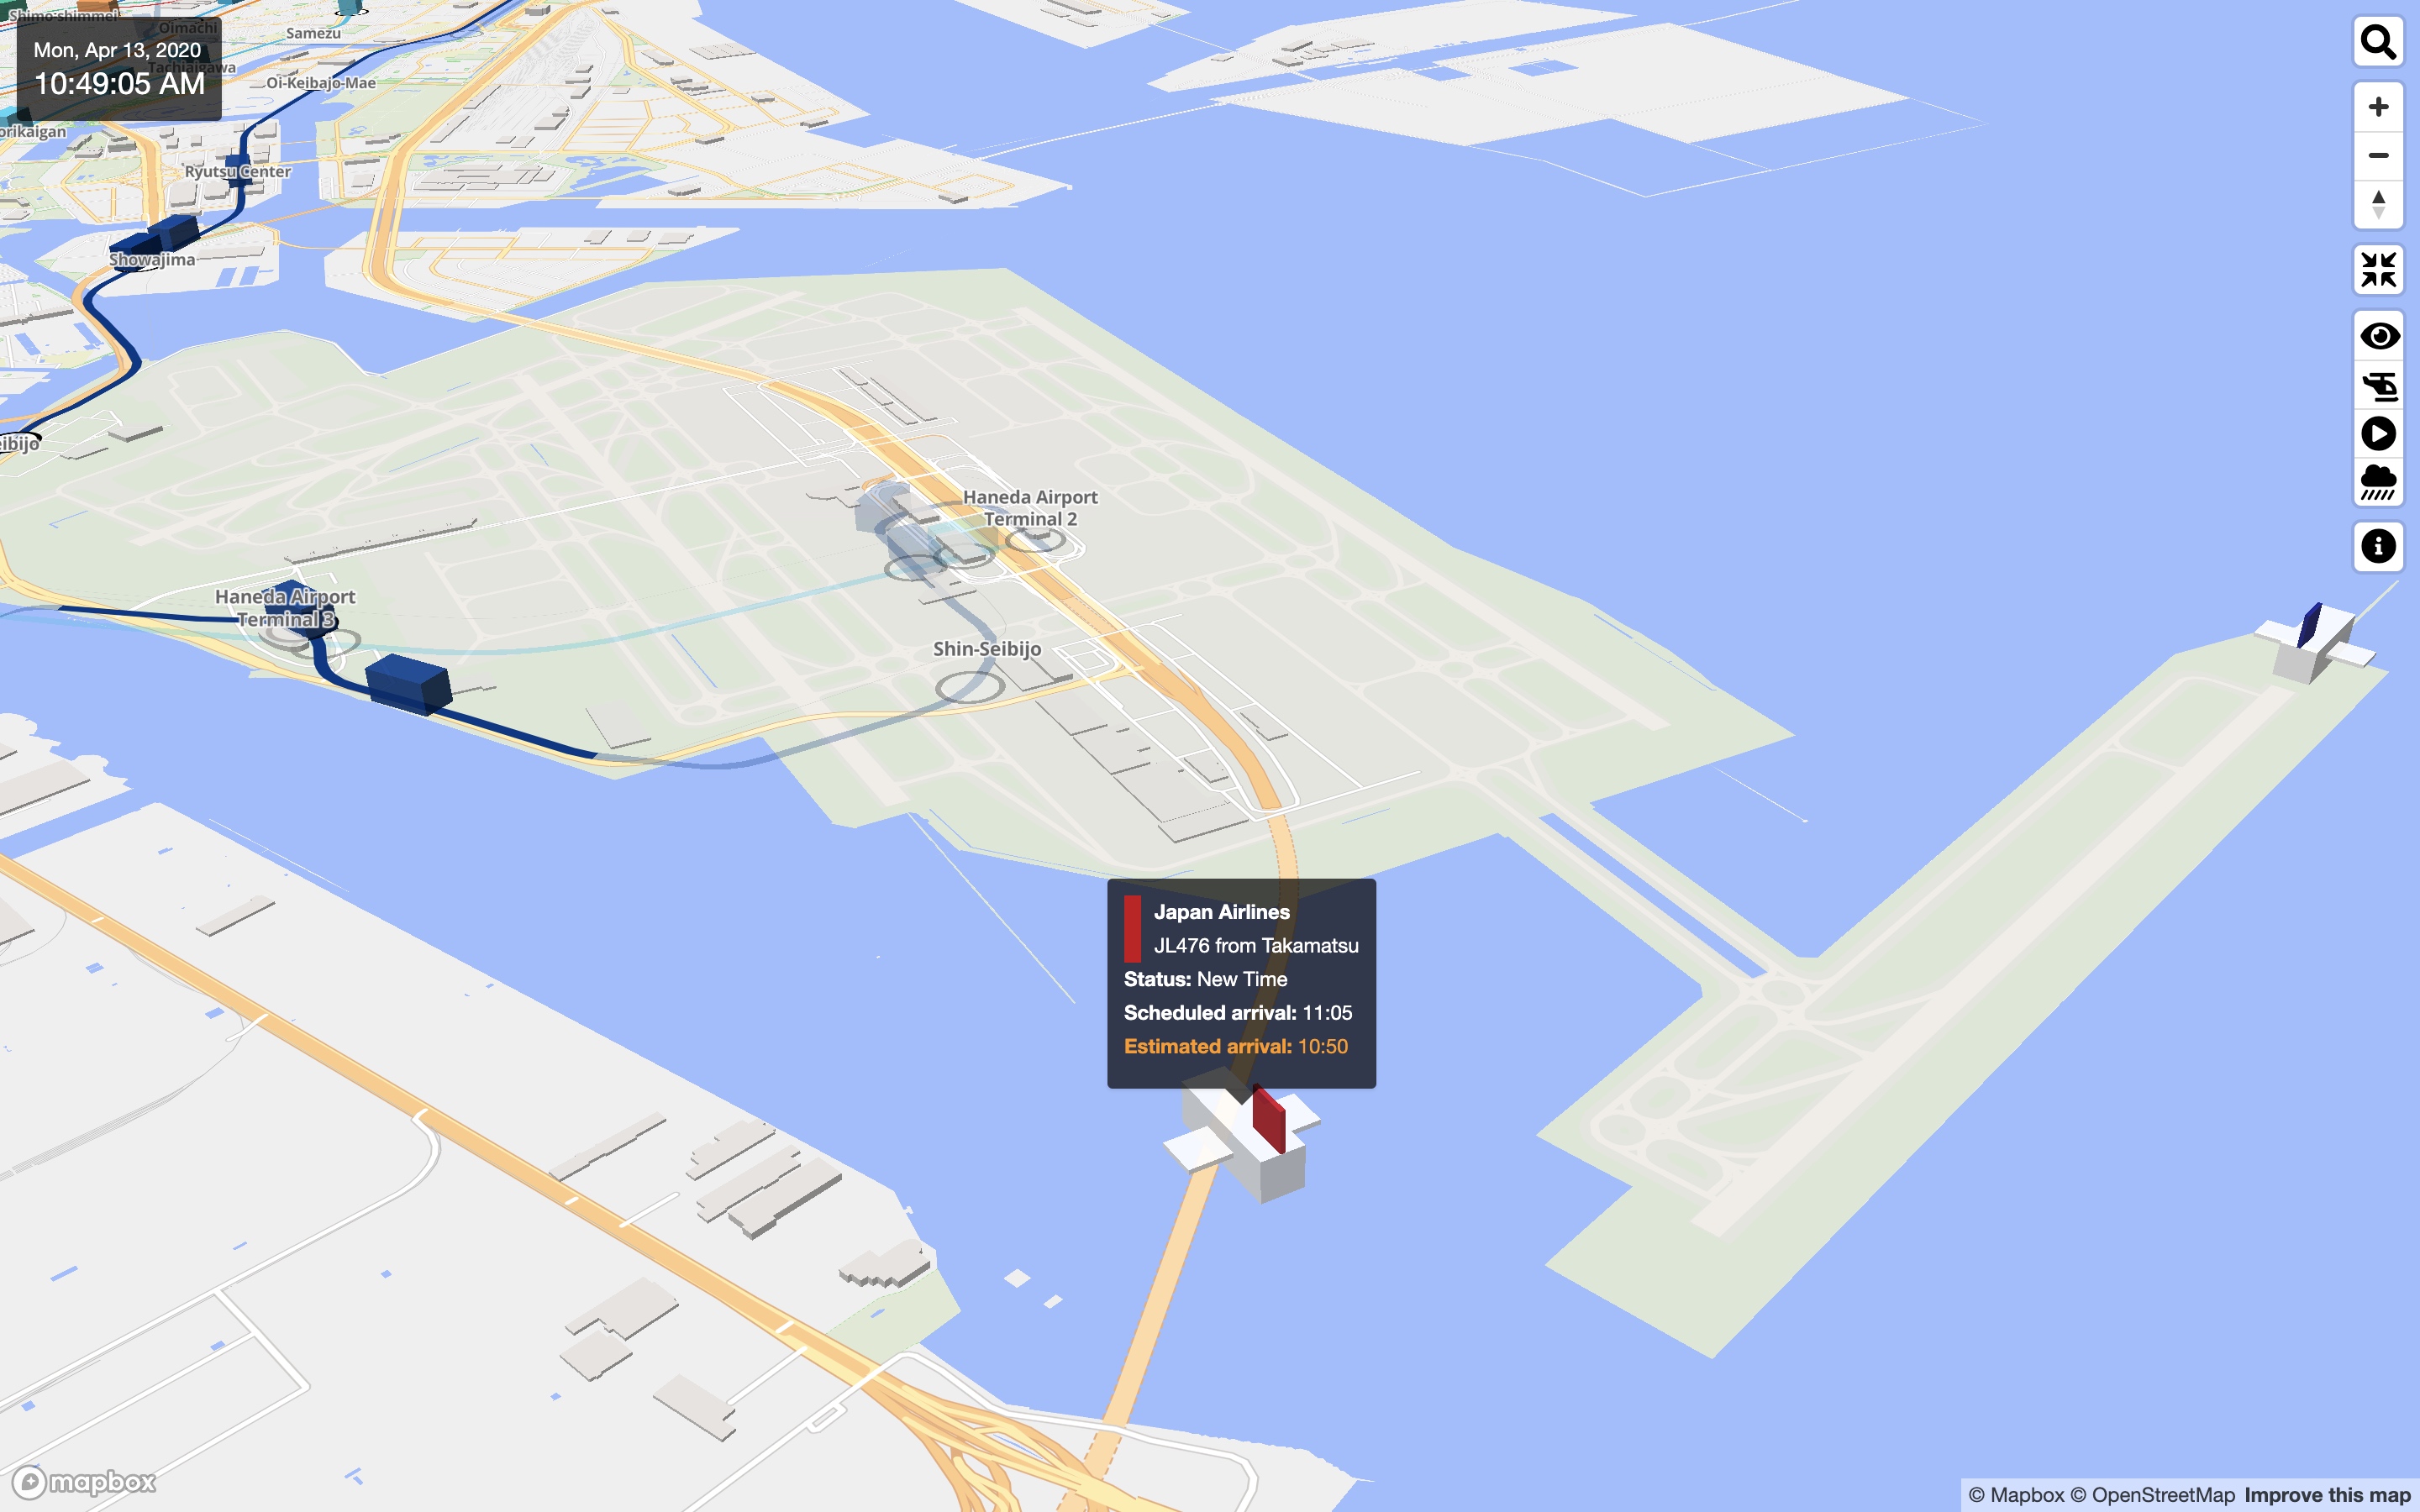 Shimo-shimmei
Oimachi
Samezu
Mon, Apr 13, 2020
Tachiaigawa
10:49:05 AM
Oi-Keibajo-Mae
orikaigan
Ryutsu Center
Showajima
eibijo
Haneda Airport
Terminal 2
Haneda Airport
Terminal 3
Shin-Seibijo
Japan Airlines
JL476 from Takamatsu
Status: New Time
Scheduled arrival: 11:05
Estimated arrival: 10:50
mapbox
© Mapbox © OpenStreetMap Improve this map